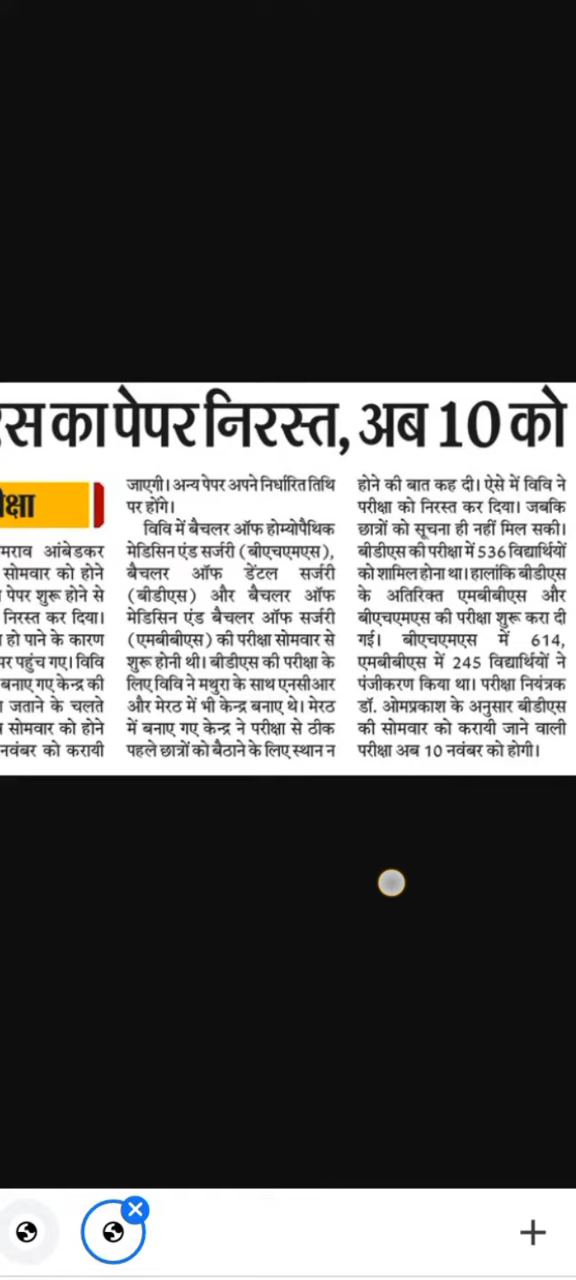 स का पेपर निरस्त, अब 10 को
क्षा
मराव आंबेडकर
सोमवार को होने
पेपर शुरू होने से
निरस्त कर दिया।
हो पाने के कारण
पर पहुंच गए। विवि
बनाए गए केन्द्र की
जताने के चलते
सोमवार को होने
नवंबर को करायी
जाएगी। अन्य पेपर अपने निर्धारित तिथि
पर होंगे।
विवि में बैचलर ऑफ होम्योपैथिक
मेडिसिन एंड सर्जरी (बीएचएमएस),
बैचलर ऑफ डेंटल सर्जरी
(बीडीएस) और बैचलर ऑफ
मेडिसिन एंड बैचलर ऑफ सर्जरी
(एमबीबीएस) की परीक्षा सोमवार से
शुरू होनी थी। बीडीएस की परीक्षा के
लिए विवि ने मथुरा के साथ एनसीआर
और मेरठ में भी केन्द्र बनाए थे। मेरठ
में बनाए गए केन्द्र ने परीक्षा से ठीक
पहले छात्रों को बैठाने के लिए स्थान न
होने की बात कह दी। ऐसे में विवि ने
परीक्षा को निरस्त कर दिया। जबकि
छात्रों को सूचना ही नहीं मिल सकी।
बीडीएस की परीक्षा में 536 विद्यार्थियों
को शामिल होना था। हालांकि बीडीएस
के अतिरिक्त एमबीबीएस और
बीएचएमएस की परीक्षा शुरू करा दी
गई। बीएचएमएस में 614,
एमबीबीएस में 245 विद्यार्थियों ने
पंजीकरण किया था। परीक्षा नियंत्रक
डॉ. ओमप्रकाश के अनुसार बीडीएस
की सोमवार को करायी जाने वाली
परीक्षा अब 10 नवंबर को होगी।